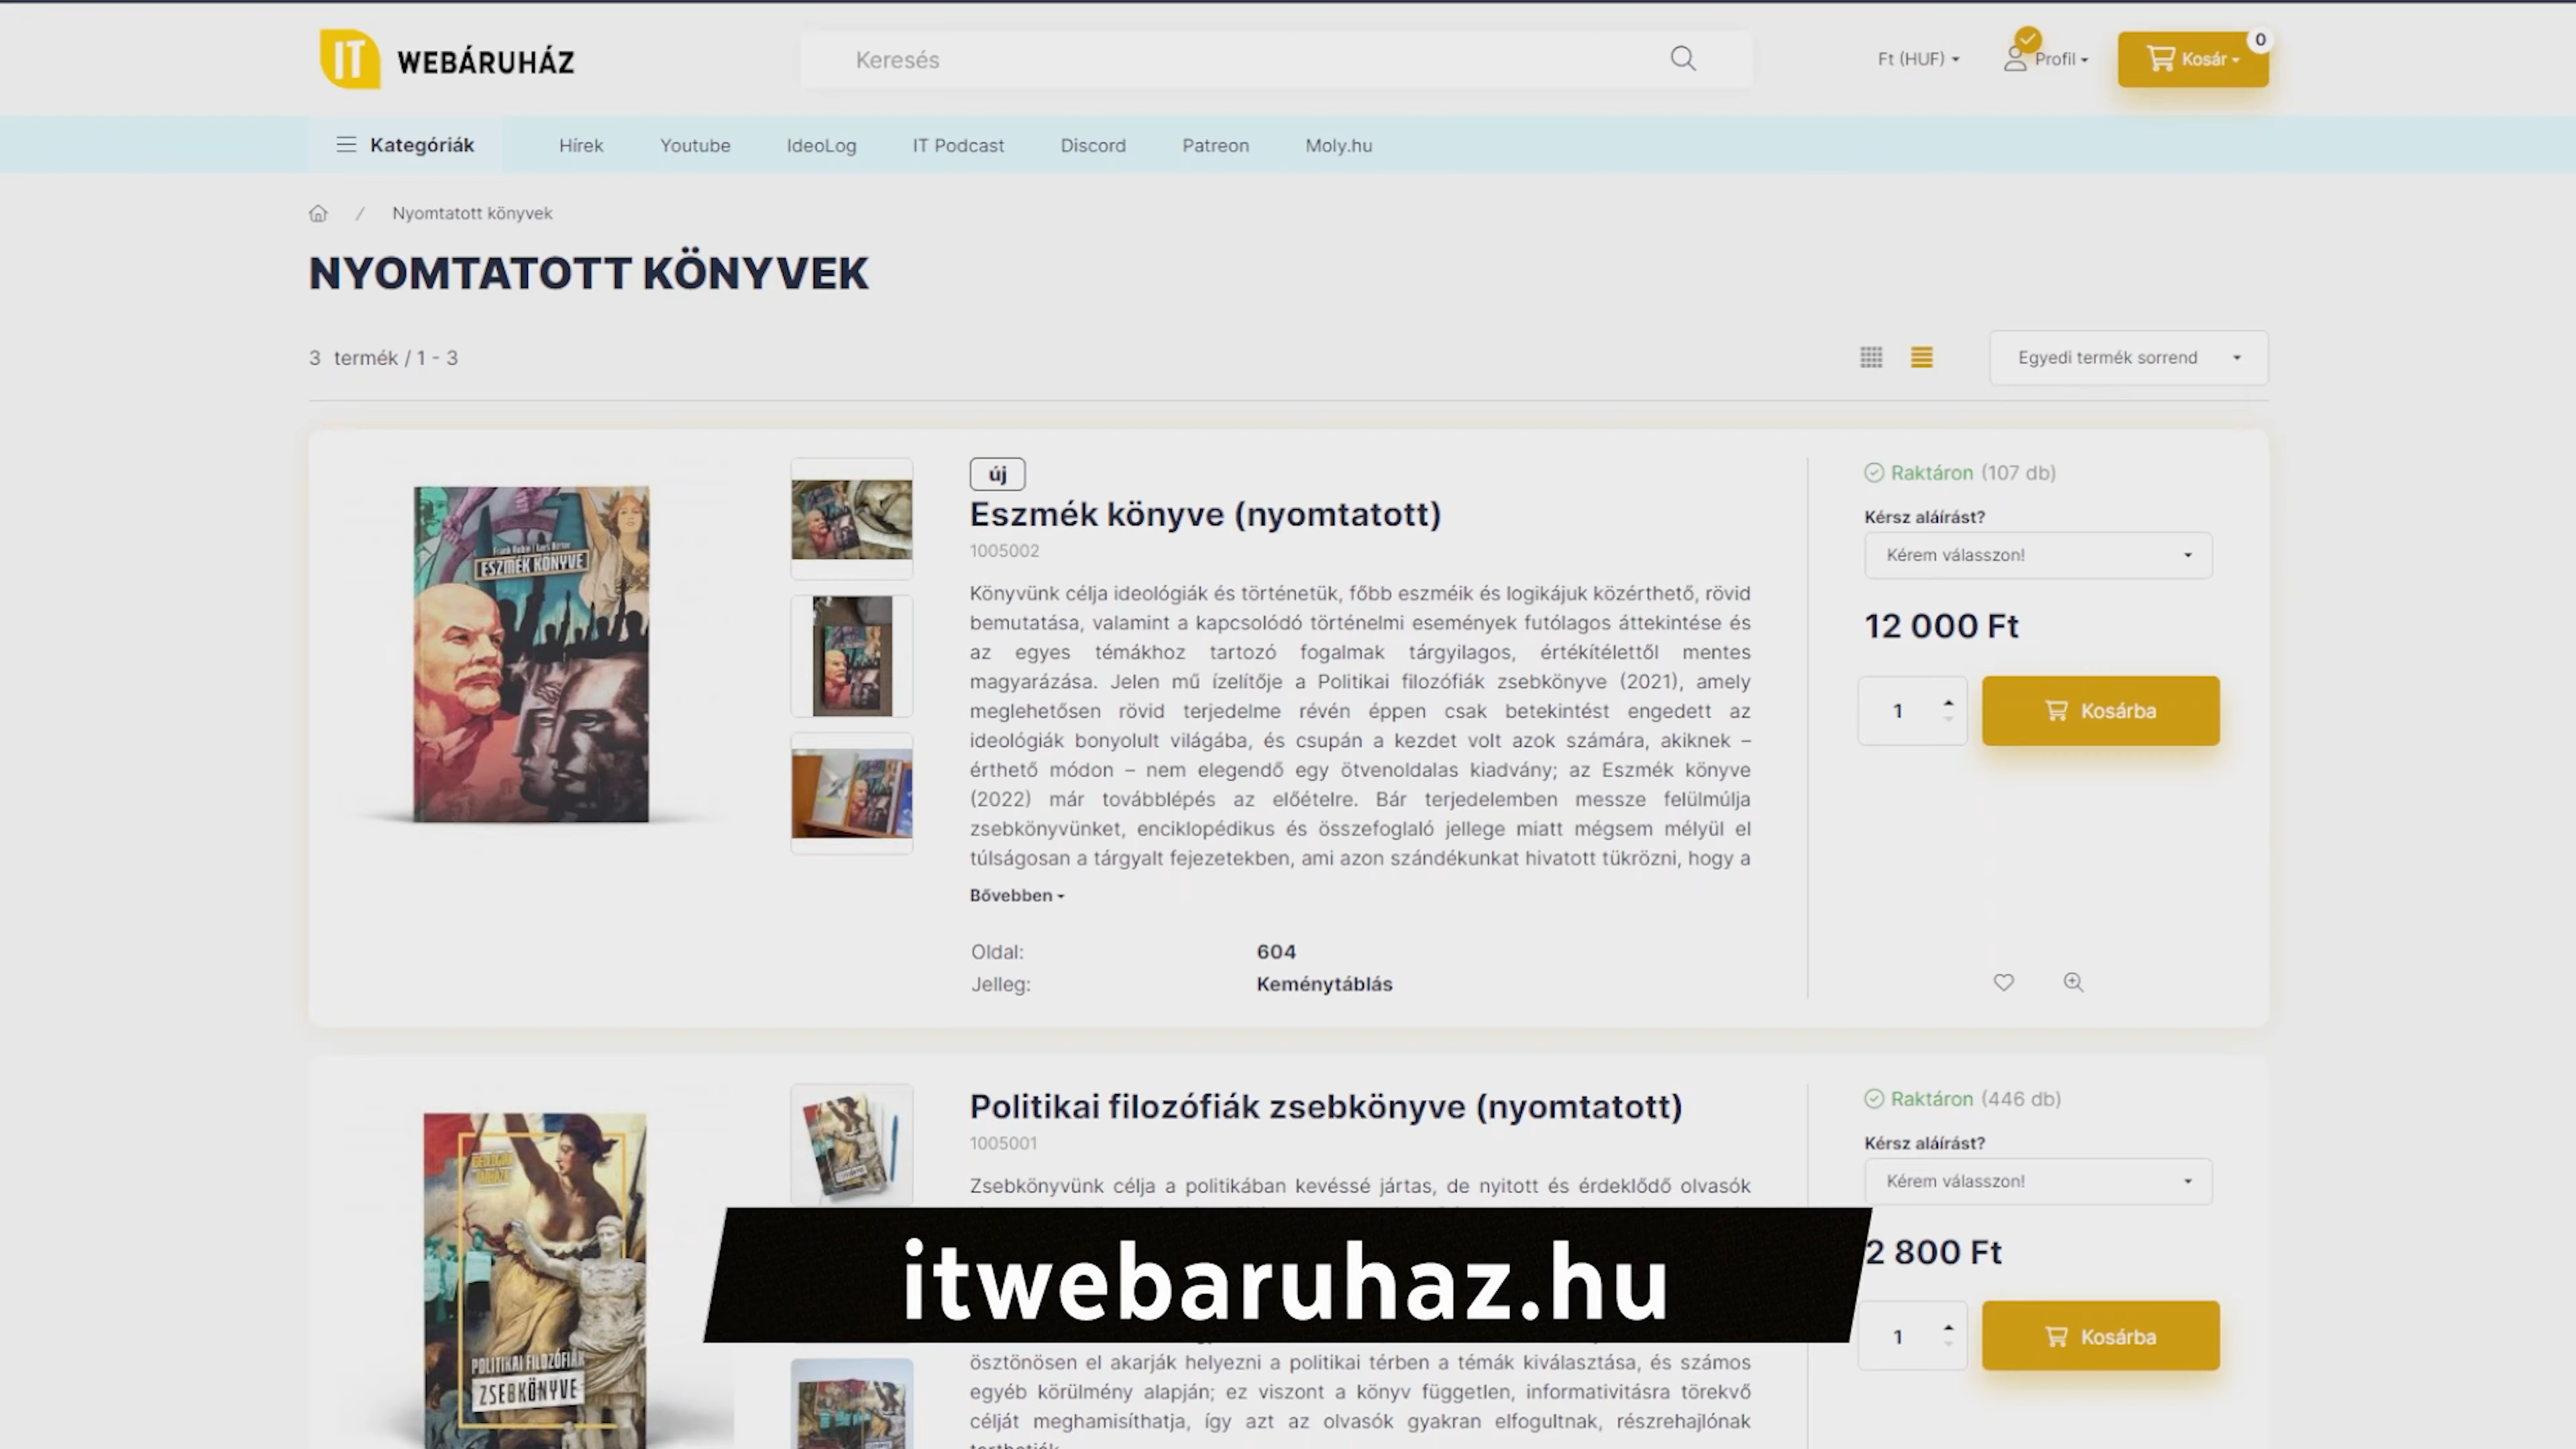 IT WEBÁRUHÁZ
Keresés
Ft (HUF)
Profil
Kosár
0
Kategóriák
Hírek
Youtube
IdeoLog
IT Podcast
Discord
Patreon
Moly.hu
/ Nyomtatott könyvek
NYOMTATOTT KÖNYVEK
3 termék / 1 - 3
Egyedi termék sorrend
ESZMÉK KÖNYVE
új
Eszmék könyve (nyomtatott)
1005002
Könyvünk célja ideológiák és történetük, főbb eszméik és logikájuk közérthető, rövid
bemutatása, valamint a kapcsolódó történelmi események futólagos áttekintése és
az egyes témákhoz tartozó fogalmak tárgyilagos, értékítélettől mentes
magyarázása. Jelen mű ízelítője a Politikai filozófiák zsebkönyve (2021), amely
meglehetősen rövid terjedelme révén éppen csak betekintést engedett az
ideológiák bonyolult világába, és csupán a kezdet volt azok számára, akiknek –
érthető módon – nem elegendő egy ötvenoldalas kiadvány; az Eszmék könyve
(2022) már továbblépés az előételre. Bár terjedelemben messze felülmúlja
zsebkönyvünket, enciklopédikus és összefoglaló jellege miatt mégsem mélyül el
túlságosan a tárgyalt fejezetekben, ami azon szándékunkat hivatott tükrözni, hogy a
Bővebben
Oldal: 604
Jelleg: Keménytáblás
Raktáron (107 db)
Kérsz aláírást?
Kérem válasszon!
12 000 Ft
1
Kosárba
POLITIKAI FILOZÓFIÁK
ZSEBKÖNYVE
Politikai filozófiák zsebkönyve (nyomtatott)
1005001
Zsebkönyvünk célja a politikában kevéssé jártas, de nyitott és érdeklődő olvasók
itwebaruhaz.hu
ösztönösen el akarják helyezni a politikai térben a témák kiválasztása, és számos
egyéb körülmény alapján; ez viszont a könyv független, informativitásra törekvő
célját meghamisíthatja, így azt az olvasók gyakran elfogultnak, részrehajlónak
Raktáron (446 db)
Kérsz aláírást?
Kérem válasszon!
2 800 Ft
1
Kosárba